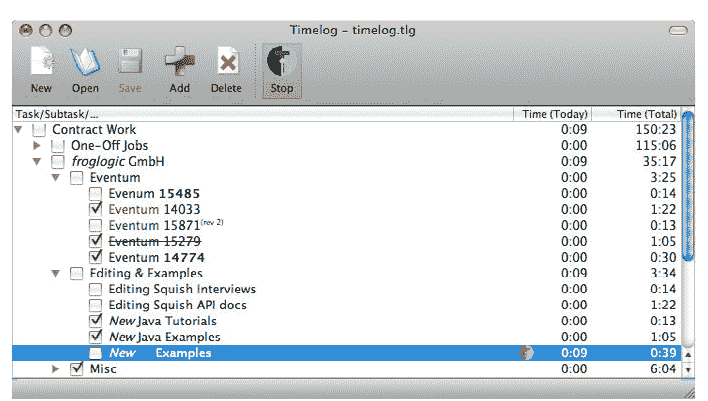 Timelog – timelog.tlg
New Open Save Add Delete Stop
Task/Subtask/... Time (Today) Time (Total)
Contract Work 0:09 150:23
One-Off Jobs 0:00 115:06
froglogic GmbH 0:09 35:17
Eventum 0:00 3:25
Evenum 15485 0:00 0:14
Eventum 14033 0:00 1:22
Eventum 15871(rev 2) 0:00 0:13
Eventum 15279 0:00 1:05
Eventum 14774 0:00 0:30
Editing & Examples 0:09 3:34
Editing Squish Interviews 0:00 0:14
Editing Squish API docs 0:00 1:22
New Java Tutorials 0:00 0:13
New Java Examples 0:00 1:05
New Examples 0:09 0:39
Misc 0:00 6:04